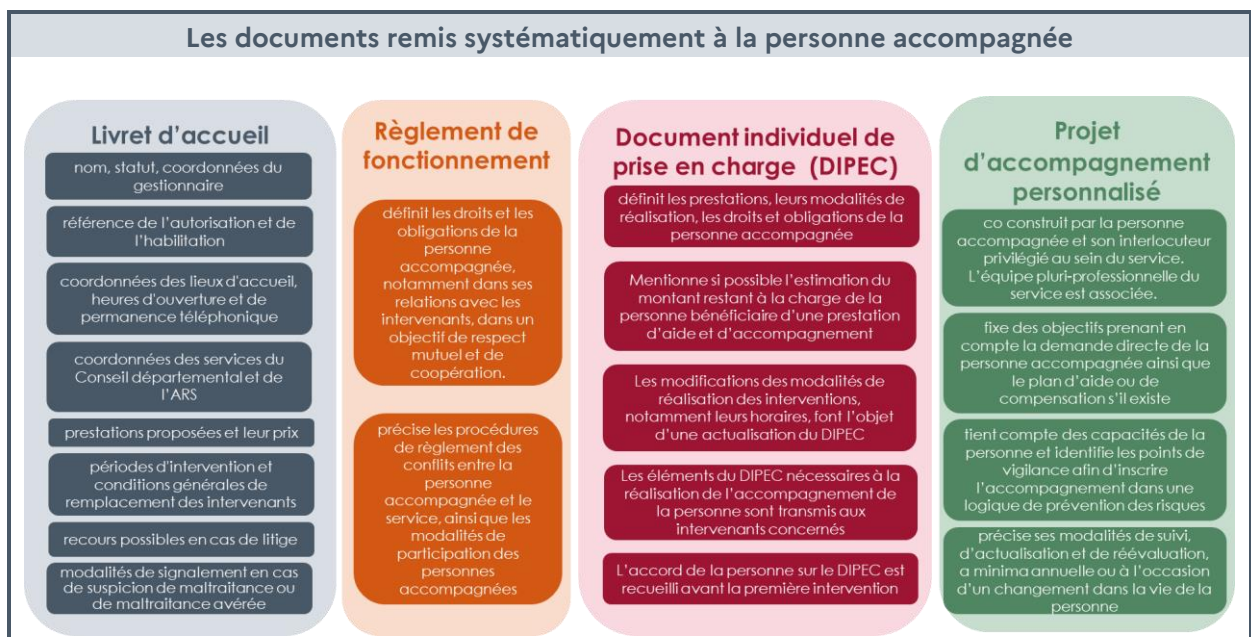 Les documents remis systématiquement à la personne accompagnée
Livret d'accueil
nom, statut, coordonnées du
gestionnaire
référence de l'autorisation et de
l'habilitation
coordonnées des lieux d'accueil,
heures d'ouverture et de
permanence téléphonique
coordonnées des services du
Conseil départemental et de
l'ARS
prestations proposées et leur prix
périodes d'intervention et
conditions générales de
remplacement des intervenants
recours possibles en cas de litige
modalités de signalement en cas
de suspicion de maltraitance ou
de maltraitance avérée
Règlement de
fonctionnement
définit les droits et les
obligations de la
personne
accompagnée,
notamment dans ses
relations avec les
intervenants, dans un
objectif de respect
mutuel et de
coopération.
précise les procédures
de règlement des
conflits entre la
personne
accompagnée et le
service, ainsi que les
modalités de
participation des
personnes
accompagnées
Document individuel de
prise en charge (DIPEC)
définit les prestations, leurs modalités de
réalisation, les droits et obligations de la
personne accompagnée
Mentionne si possible l'estimation du
montant restant à la charge de la
personne bénéficiaire d'une prestation
d'aide et d'accompagnement
Les modifications des modalités de
réalisation des interventions,
notamment leurs horaires, font l'objet
d'une actualisation du DIPEC
Les éléments du DIPEC nécessaires à la
réalisation de l'accompagnement de
la personne sont transmis aux
intervenants concernés
L'accord de la personne sur le DIPEC est
recueilli avant la première intervention
Projet
d'accompagnement
personnalisé
co construit par la personne
accompagnée et son interlocuteur
privilégié au sein du service.
L'équipe pluri-professionnelle du
service est associée.
fixe des objectifs prenant en
compte la demande directe de la
personne accompagnée ainsi que
le plan d'aide ou de
compensation s'il existe
tient compte des capacités de la
personne et identifie les points de
vigilance afin d'inscrire
l'accompagnement dans une
logique de prévention des risques
précise ses modalités de suivi,
d'actualisation et de réévaluation,
a minima annuelle ou à l'occasion
d'un changement dans la vie de la
personne